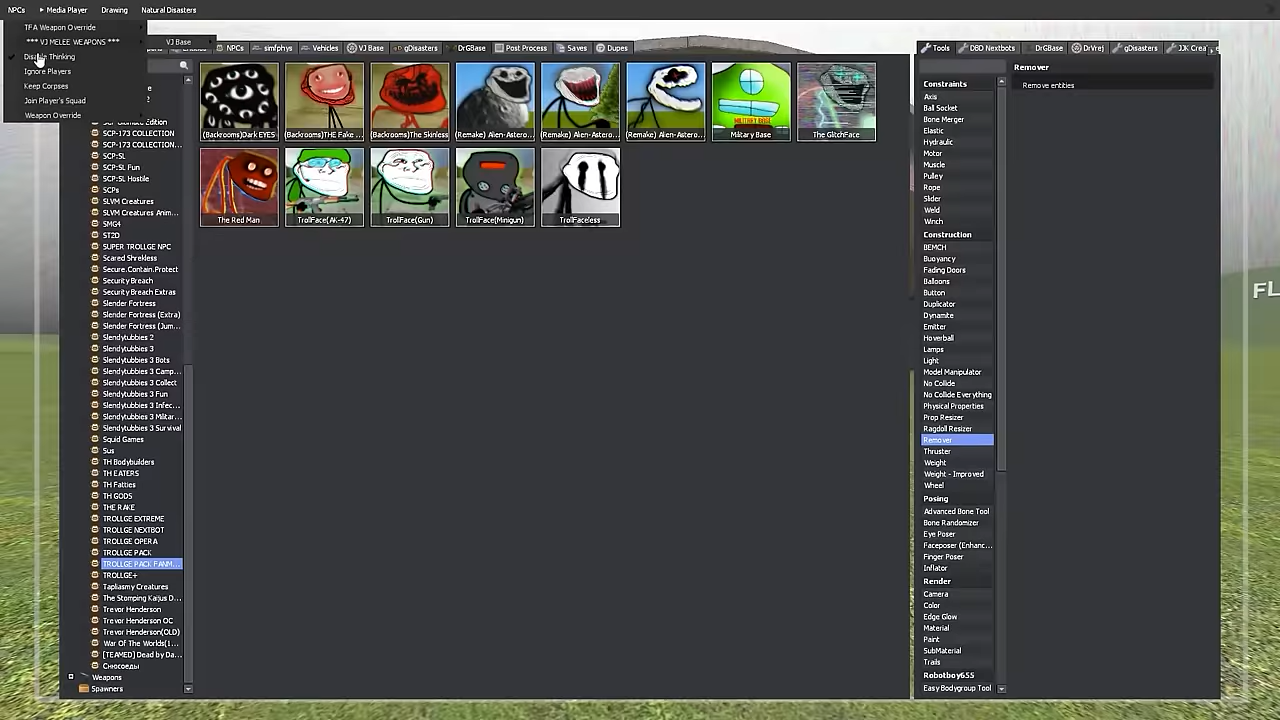 NPCs
Media Player
Drawing
Natural Disasters
TFA Weapon Override
*** VJ MELEE WEAPONS ***
VJ Base
Thinking
Ignore Players
Keep Corpses
Join Player's Squad
Weapon Override
NPCs
simfphys
Vehicles
VJ Base
gDisasters
DrGBase
Post Process
Saves
Dupes
SCP-173 COLLECTION
SCP-173 COLLECTION...
SCP:SL
SCP:SL Fun
SCP:SL Hostile
SCPs
SLVM Creatures
SLVM Creatures Anim...
SMG4
ST2D
SUPER TROLLGE NPC
Scared Shrekless
Secure.Contain.Protect
Security Breach
Security Breach Extras
Slender Fortress
Slender Fortress (Extra)
Slender Fortress (Jum...
Slendytubbies 2
Slendytubbies 3
Slendytubbies 3 Bots
Slendytubbies 3 Camp...
Slendytubbies 3 Collect
Slendytubbies 3 Fun
Slendytubbies 3 Infec...
Slendytubbies 3 Militar...
Slendytubbies 3 Survival
Squid Games
Sus
TH Bodybuilders
TH EATERS
TH Fatties
TH GODS
THE RAKE
TROLLGE EXTREME
TROLLGE NEXTBOT
TROLLGE OPERA
TROLLGE PACK
TROLLGE PACK FANM...
TROLLGE+
Tapliasmy Creatures
The Stomping Kaijus D...
Trevor Henderson
Trevor Henderson OC
Trevor Henderson(OLD)
War Of The Worlds(1...
[TEAMED] Dead by Da...
Сносоеды
Weapons
Spawners
(Backrooms)Dark EYES
(Backrooms)THE Fake ...
(Backrooms)The Skinless
(Remake) Alien-Astero...
(Remake) Alien-Astero...
(Remake) Alien-Astero...
MILITARY BASE
Military Base
The GlitchFace
The Red Man
TrollFace(AK-47)
TrollFace(Gun)
TrollFace(Minigun)
TrollFaceless
Tools
DBD Nextbots
DrGBase
DrVrej
gDisasters
JJK Crea
Constraints
Axis
Ball Socket
Bone Merger
Elastic
Hydraulic
Motor
Muscle
Pulley
Rope
Slider
Weld
Winch
Construction
BEMCH
Buoyancy
Fading Doors
Balloons
Button
Duplicator
Dynamite
Emitter
Hoverball
Lamps
Light
Model Manipulator
No Collide
No Collide Everything
Physical Properties
Prop Resizer
Ragdoll Resizer
Remover
Thruster
Weight
Weight - Improved
Wheel
Posing
Advanced Bone Tool
Bone Randomizer
Eye Poser
Faceposer (Enhanc...
Finger Poser
Inflator
Render
Camera
Color
Edge Glow
Material
Paint
SubMaterial
Trails
Robotboy655
Easy Bodygroup Tool
Remover
Remove entities
FL